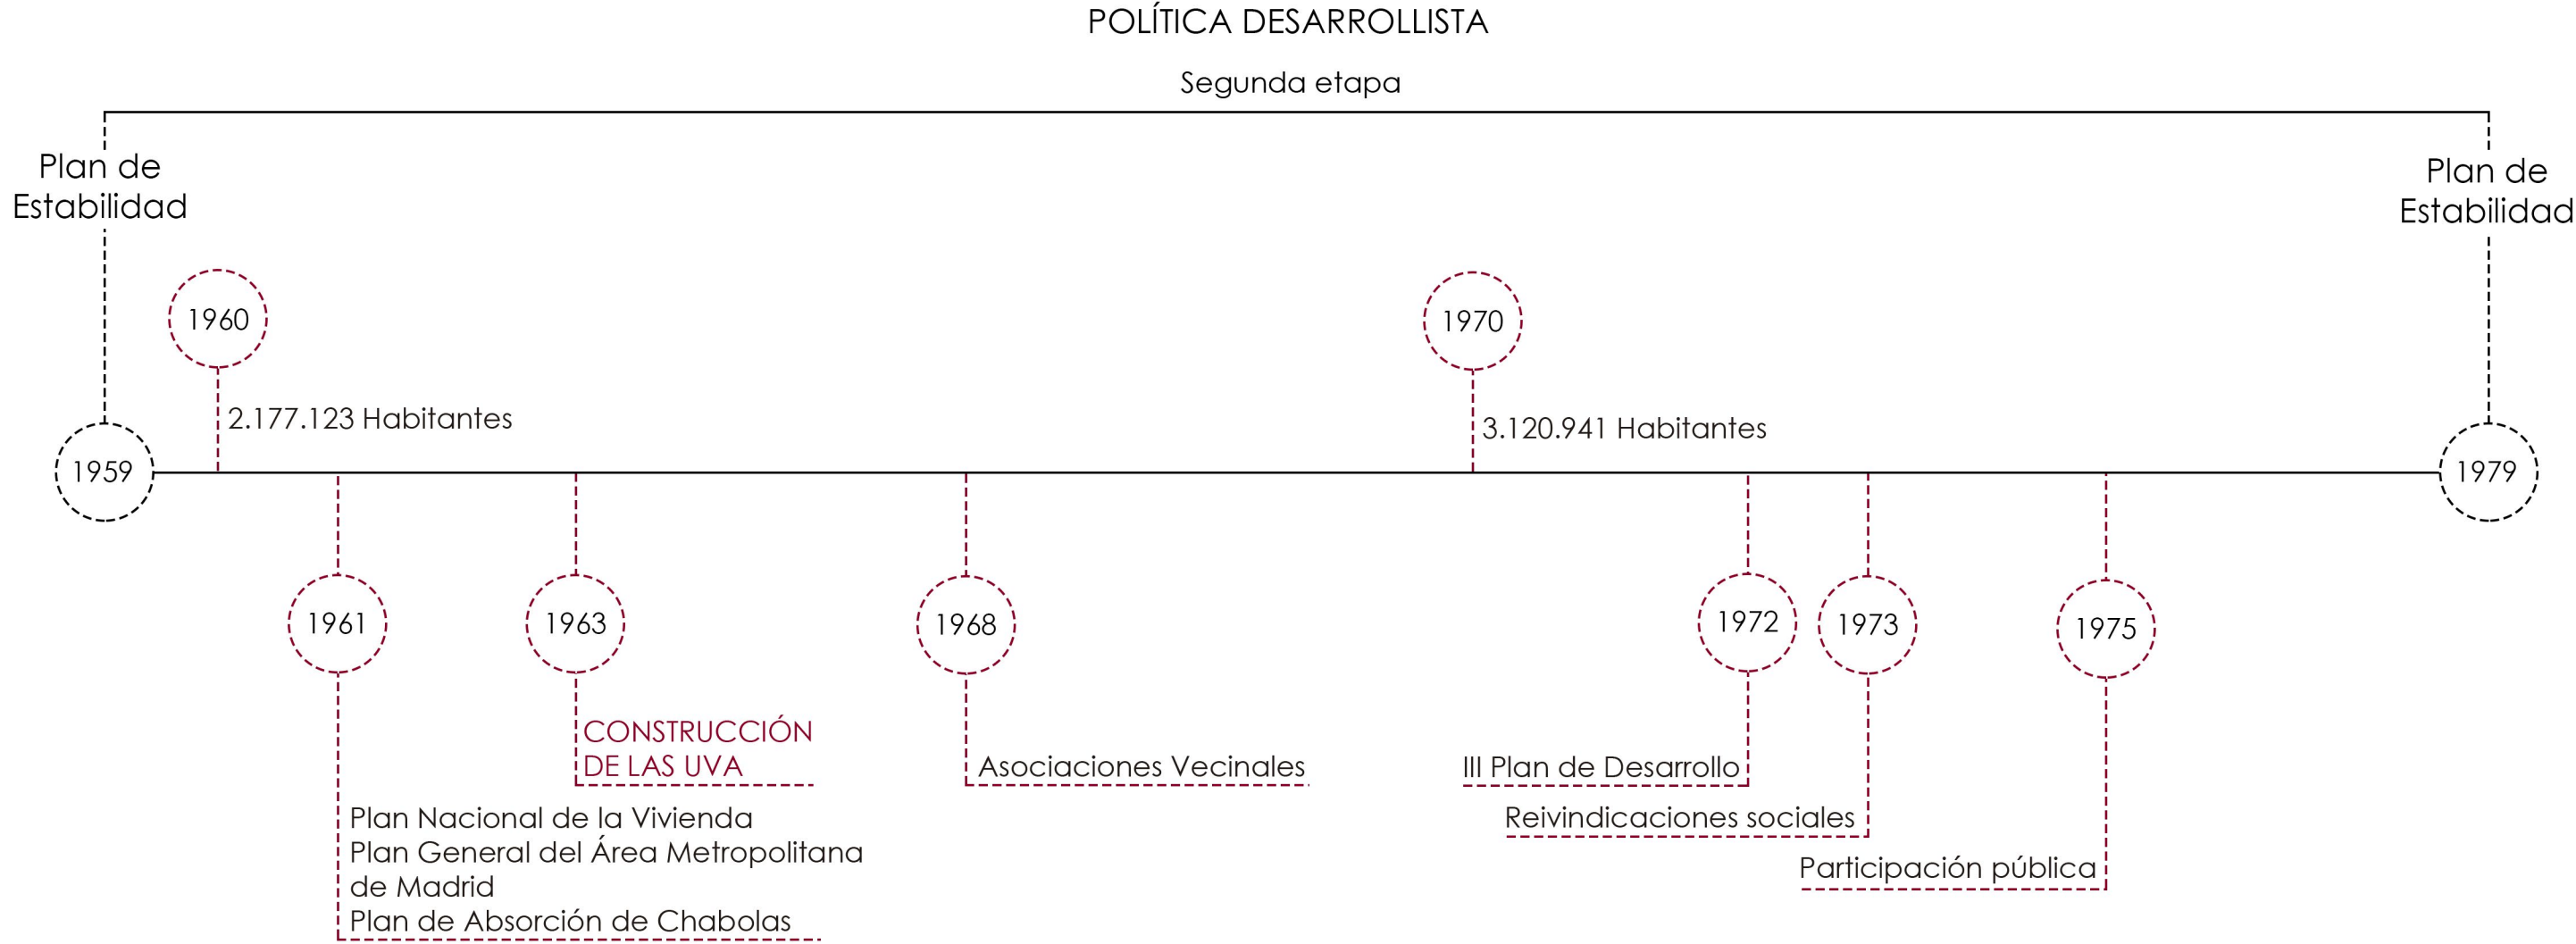 POLÍTICA DESARROLLISTA
Segunda etapa
Plan de
Estabilidad
Plan de
Estabilidad
1960
1970
2.177.123 Habitantes
3.120.941 Habitantes
1959
1979
1961
1963
1968
1972
1973
1975
CONSTRUCCIÓN
DE LAS UVA
Asociaciones Vecinales
III Plan de Desarrollo
Reivindicaciones sociales
Participación pública
Plan Nacional de la Vivienda
Plan General del Área Metropolitana
de Madrid
Plan de Absorción de Chabolas